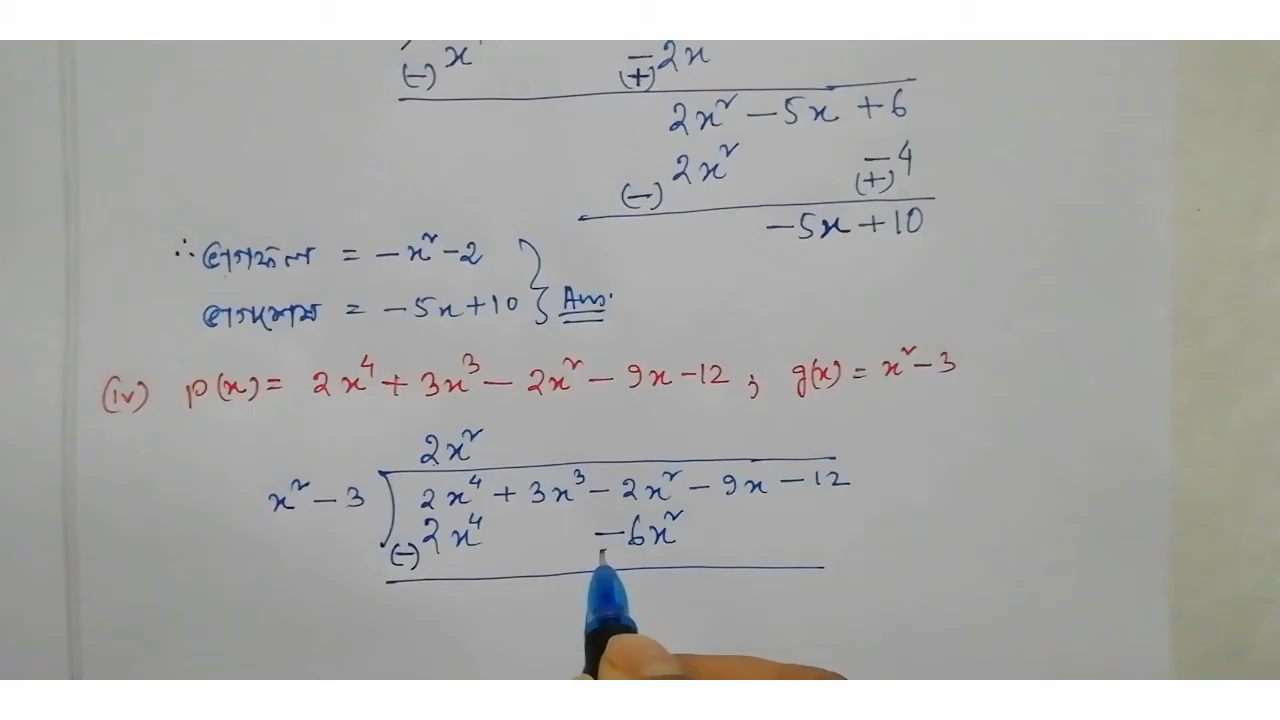 (-) x − 2x
(+)
2x² − 5x + 6
2x² − 4
(-) (+)
−5x + 10
∴ ভাগফল = −x² − 2
ভাগশেষ = −5x + 10 } Ans.
(iv) p(x) = 2x⁴ + 3x³ − 2x² − 9x − 12 ; g(x) = x² − 3
2x²
x² − 3 ) 2x⁴ + 3x³ − 2x² − 9x − 12
(-) 2x⁴ − 6x²